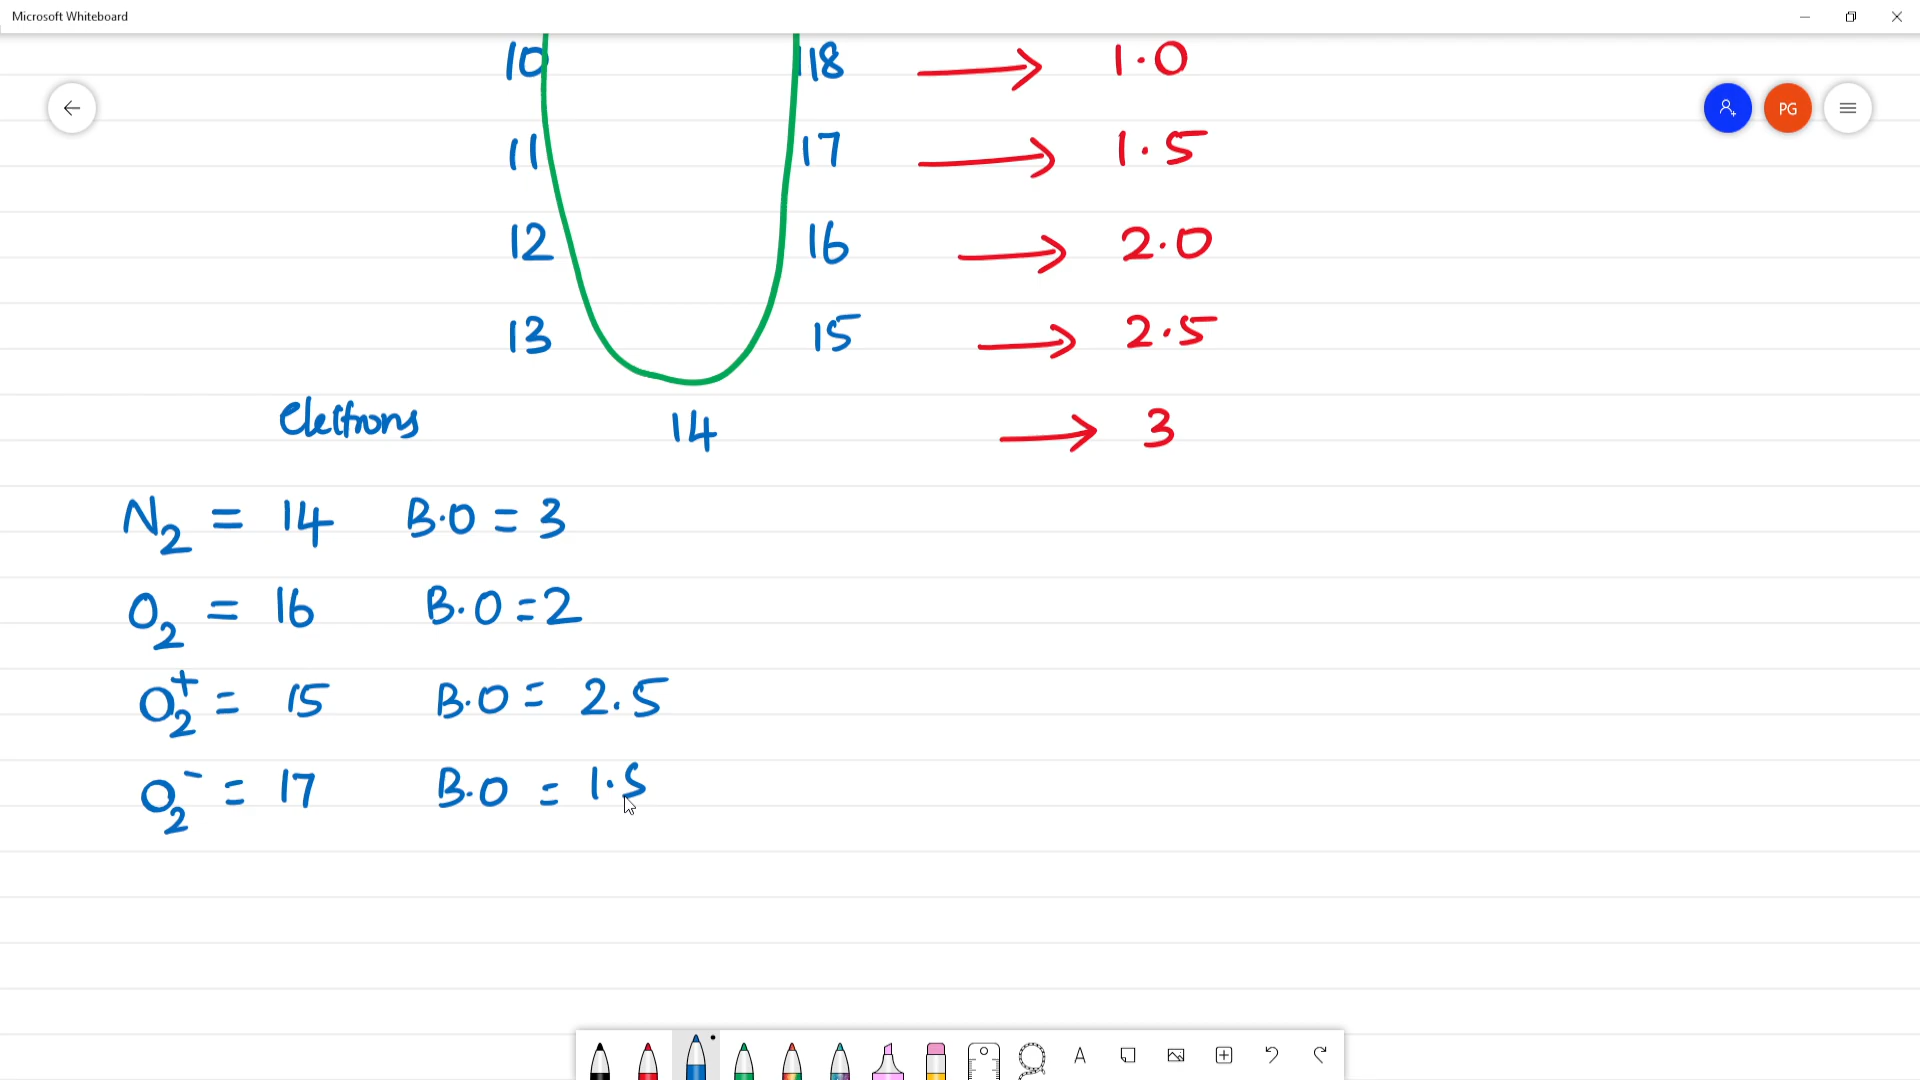 Microsoft Whiteboard
10 18 → 1.0
PG
11 17 → 1.5
12 16 → 2.0
13 15 → 2.5
Elections 14 → 3
N2 = 14 B.O = 3
O2 = 16 B.O = 2
O2+ = 15 B.O = 2.5
O2- = 17 B.O = 1.5
A